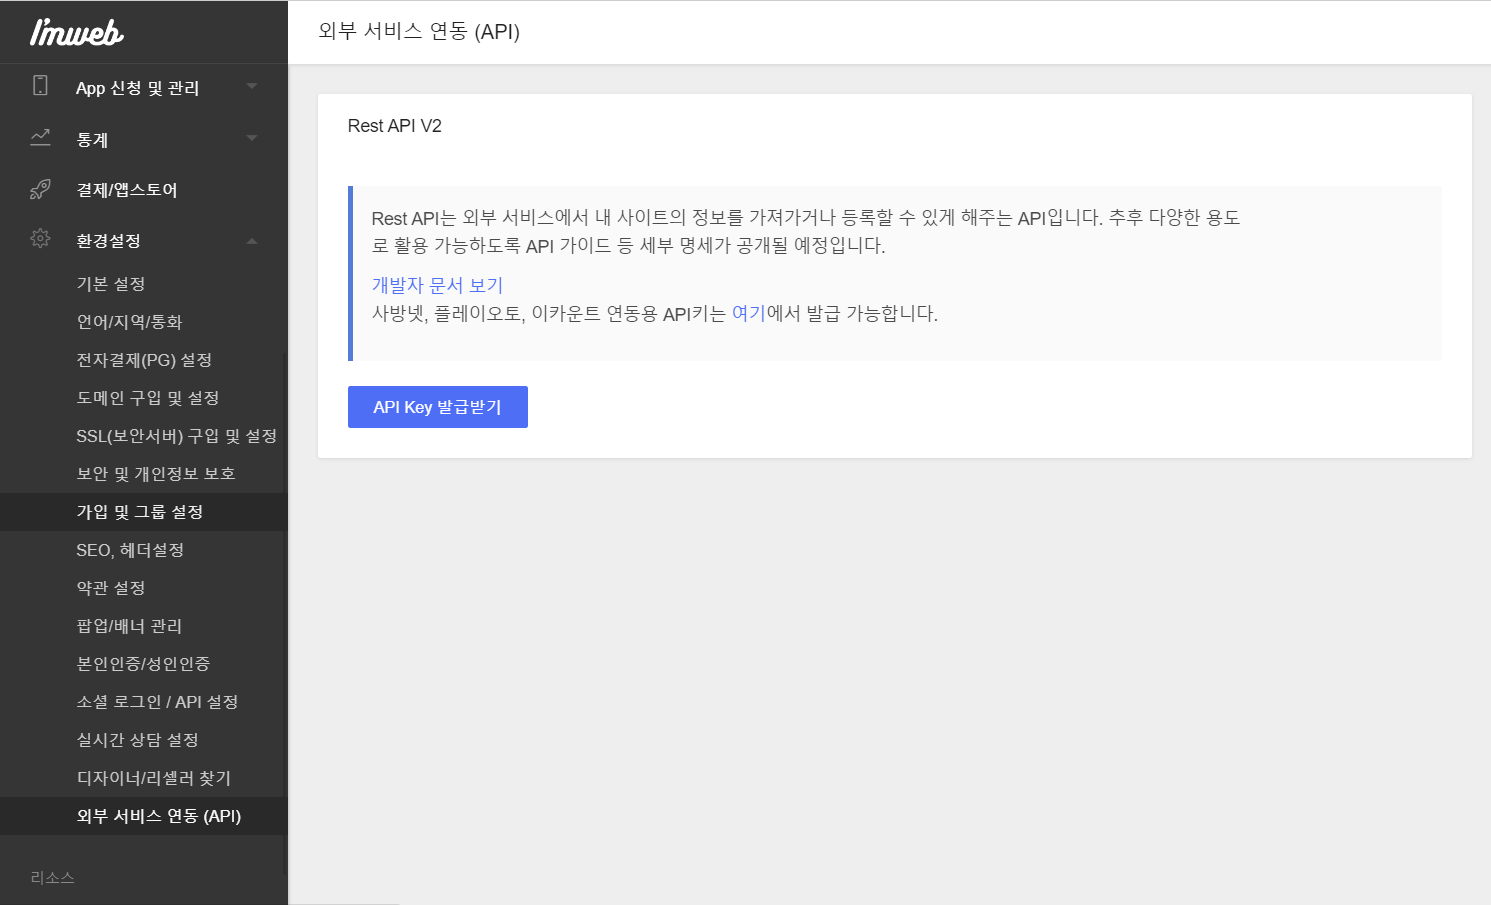 I'mweb
외부 서비스 연동 (API)
App 신청 및 관리
통계
결제/앱스토어
환경설정
기본 설정
언어/지역/통화
전자결제(PG) 설정
도메인 구입 및 설정
SSL(보안서버) 구입 및 설정
보안 및 개인정보 보호
가입 및 그룹 설정
SEO, 헤더설정
약관 설정
팝업/배너 관리
본인인증/성인인증
소셜 로그인 / API 설정
실시간 상담 설정
디자이너/리셀러 찾기
외부 서비스 연동 (API)
리소스
Rest API V2
Rest API는 외부 서비스에서 내 사이트의 정보를 가져가거나 등록할 수 있게 해주는 API입니다. 추후 다양한 용도
로 활용 가능하도록 API 가이드 등 세부 명세가 공개될 예정입니다.
개발자 문서 보기
사방넷, 플레이오토, 이카운트 연동용 API키는 여기에서 발급 가능합니다.
API Key 발급받기